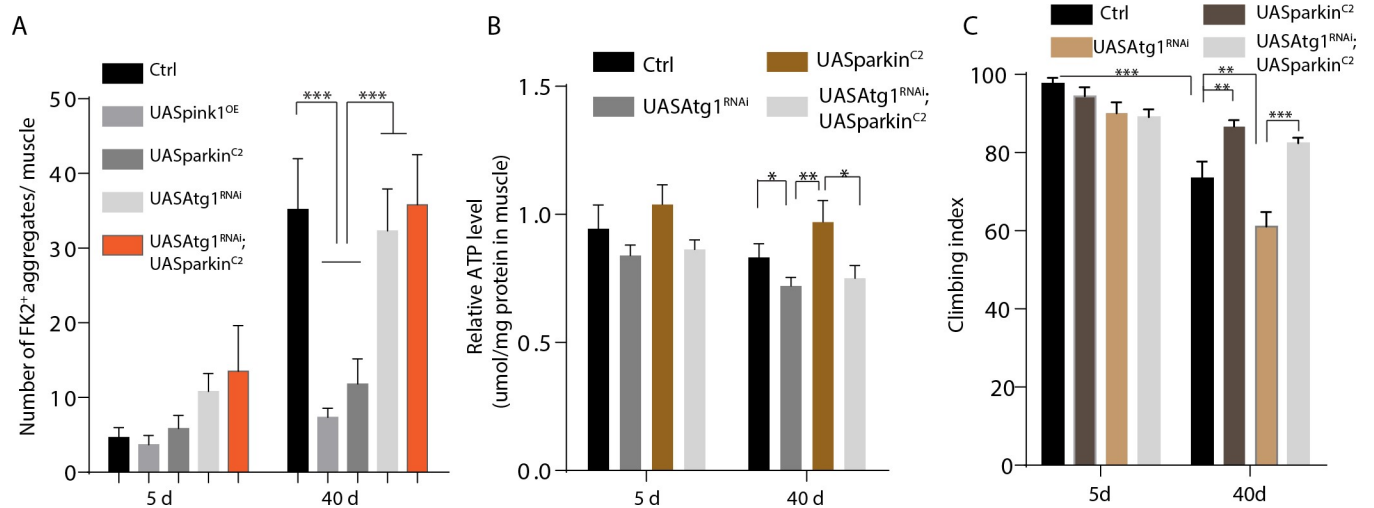 A
Ctrl
UASpink1ᴼᴱ
UASparkinᶜ²
UASAtg1ᴿᴺᴬⁱ
UASAtg1ᴿᴺᴬⁱ;
UASparkinᶜ²
Number of FK2⁺ aggregates/ muscle
50
40
30
20
10
0
*** ***
5 d 40 d
B
Ctrl
UASparkinᶜ²
UASAtg1ᴿᴺᴬⁱ
UASAtg1ᴿᴺᴬⁱ;
UASparkinᶜ²
Relative ATP level
(umol/mg protein in muscle)
1.5
1.0
0.5
0.0
* ** *
5 d 40 d
C
Ctrl
UASparkinᶜ²
UASAtg1ᴿᴺᴬⁱ
UASAtg1ᴿᴺᴬⁱ;
UASparkinᶜ²
Climbing index
100
80
60
40
20
0
*** **
**
***
5d 40d